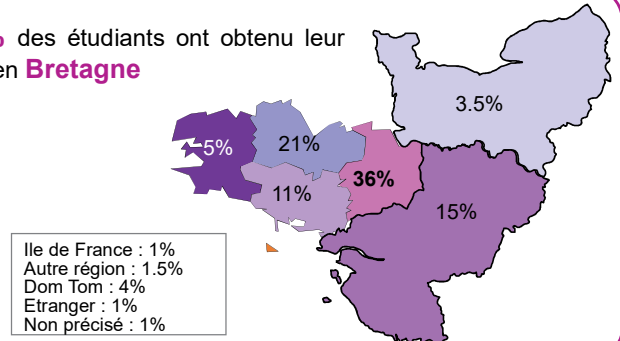 % des étudiants ont obtenu leur
en Bretagne
3.5%
5%
21%
11%
36%
15%
Ile de France : 1%
Autre région : 1.5%
Dom Tom : 4%
Etranger : 1%
Non précisé : 1%